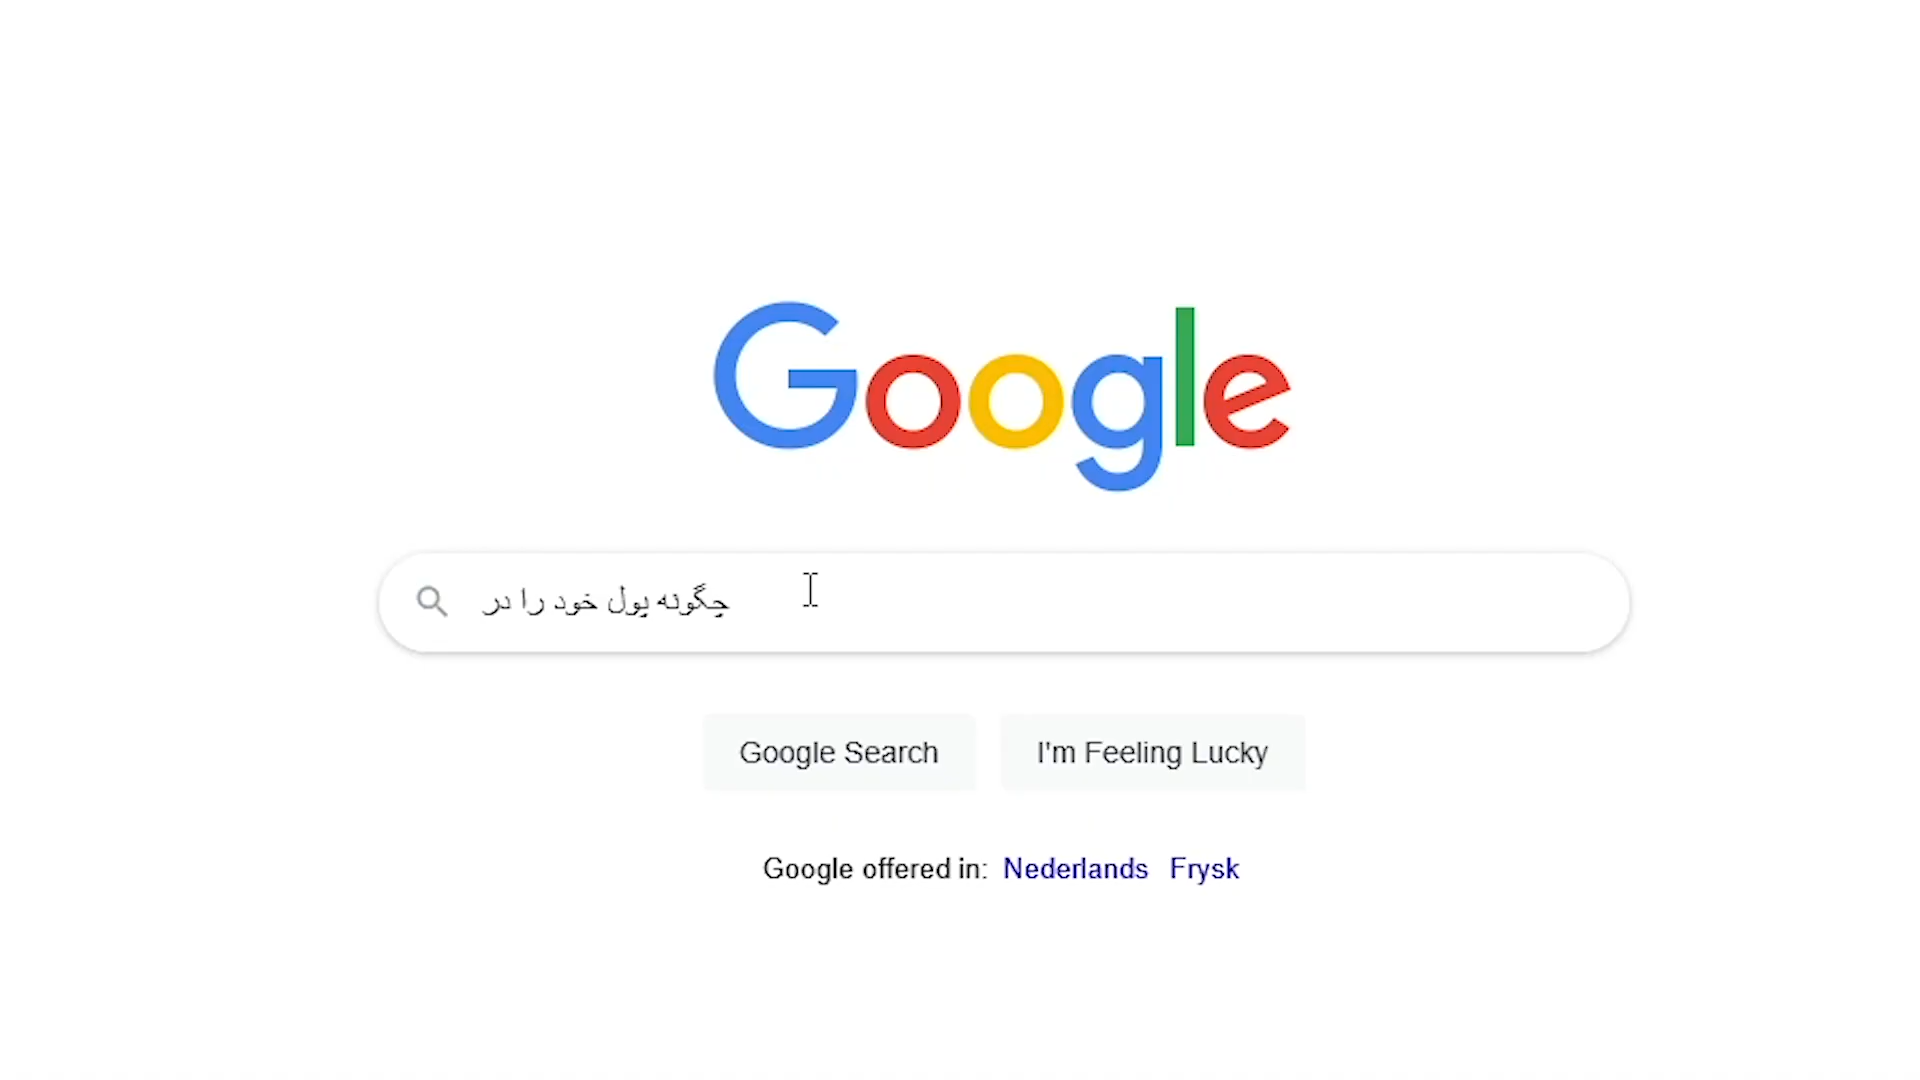 Google
چگونه پول خود را در
Google Search I'm Feeling Lucky
Google offered in: Nederlands Frysk